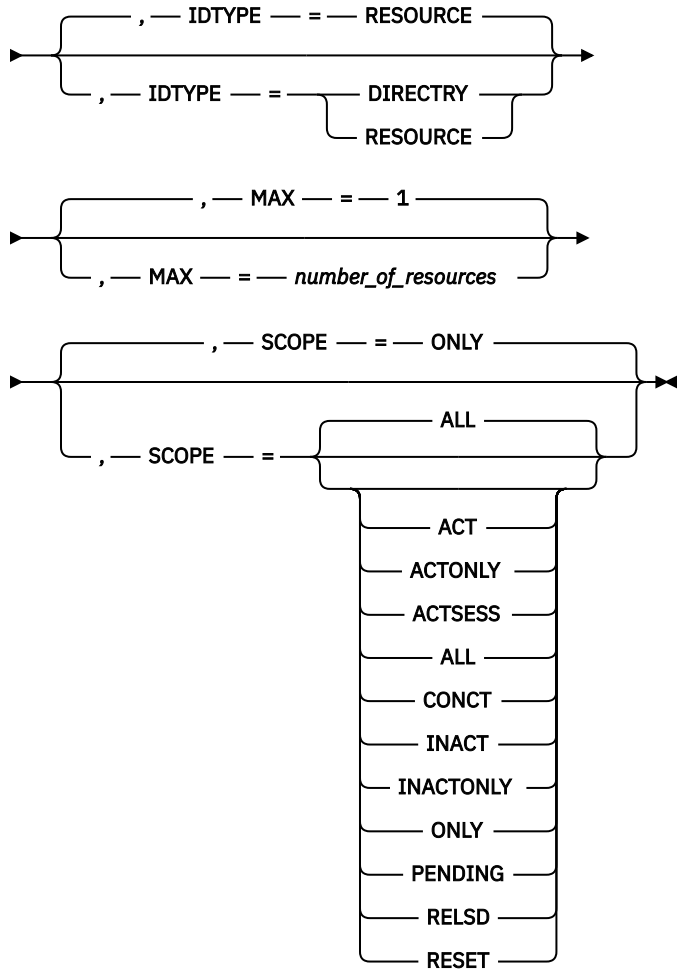 , IDTYPE = RESOURCE
, IDTYPE = DIRECTRY
RESOURCE
, MAX = 1
, MAX = number_of_resources
, SCOPE = ONLY
ALL
, SCOPE =
ACT
ACTONLY
ACTSESS
ALL
CONCT
INACT
INACTONLY
ONLY
PENDING
RELSD
RESET